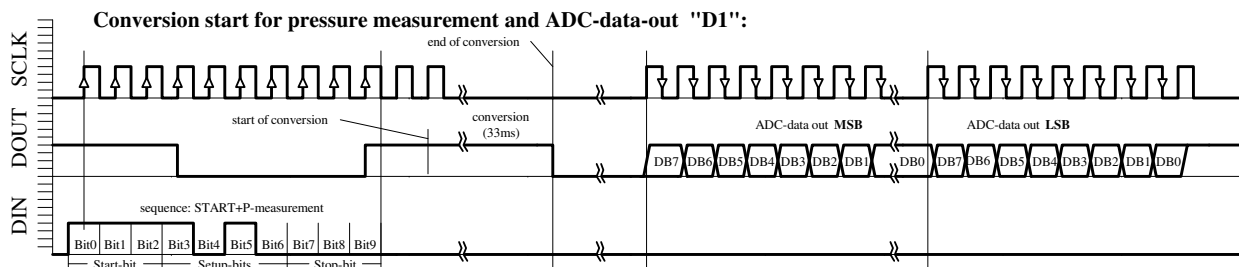 Conversion start for pressure measurement and ADC-data-out "D1":
end of conversion
SCLK
start of conversion
conversion
(33ms)
ADC-data out MSB
ADC-data out LSB
DOUT
DB7 DB6 DB5 DB4 DB3 DB2 DB1 DB0 DB7 DB6 DB5 DB4 DB3 DB2 DB1 DB0
sequence: START+P-measurement
DIN
Bit0 Bit1 Bit2 Bit3 Bit4 Bit5 Bit6 Bit7 Bit8 Bit9
Start-bit Setup-bits Stop-bit